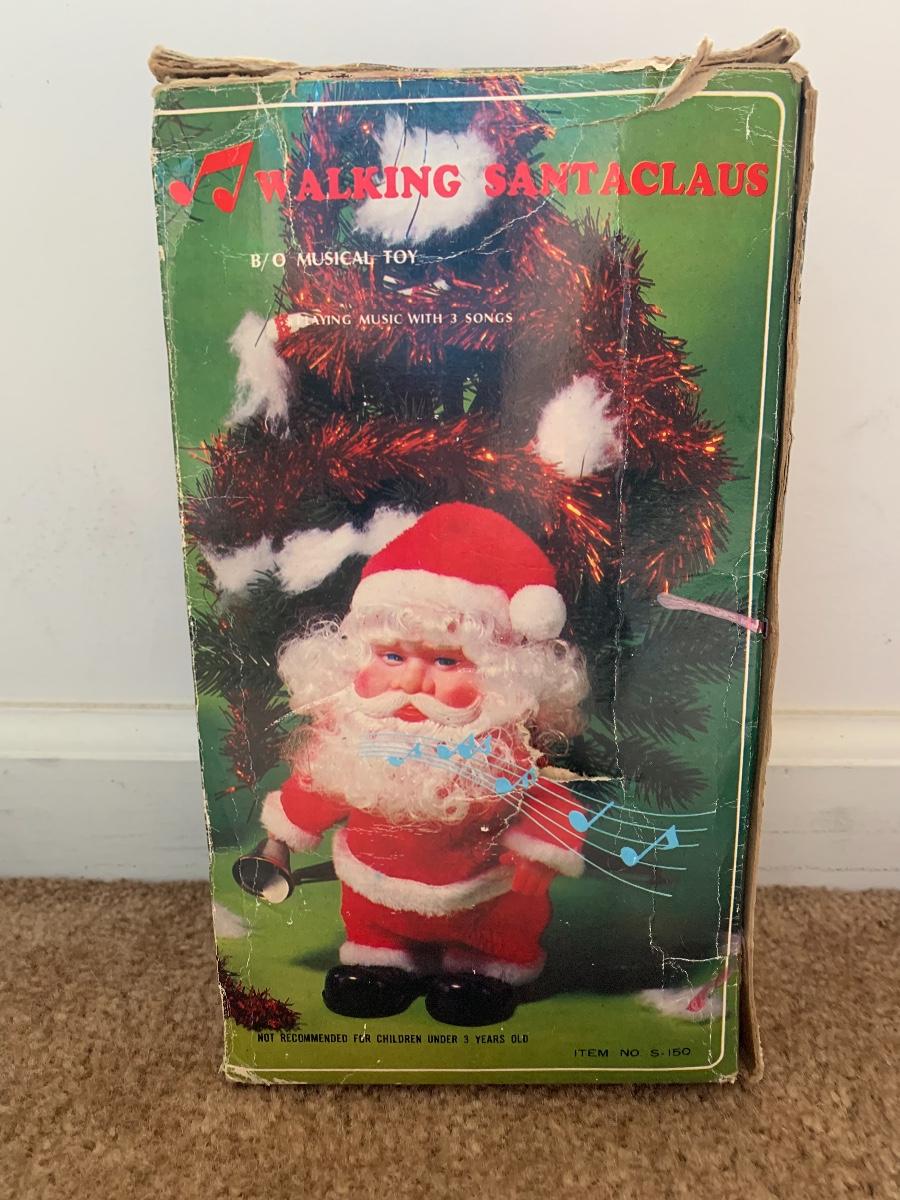 WALKING SANTACLAUS
B/O MUSICAL TOY
PLAYING MUSIC WITH 3 SONGS
NOT RECOMMENDED FOR CHILDREN UNDER 3 YEARS OLD
ITEM NO. S-150